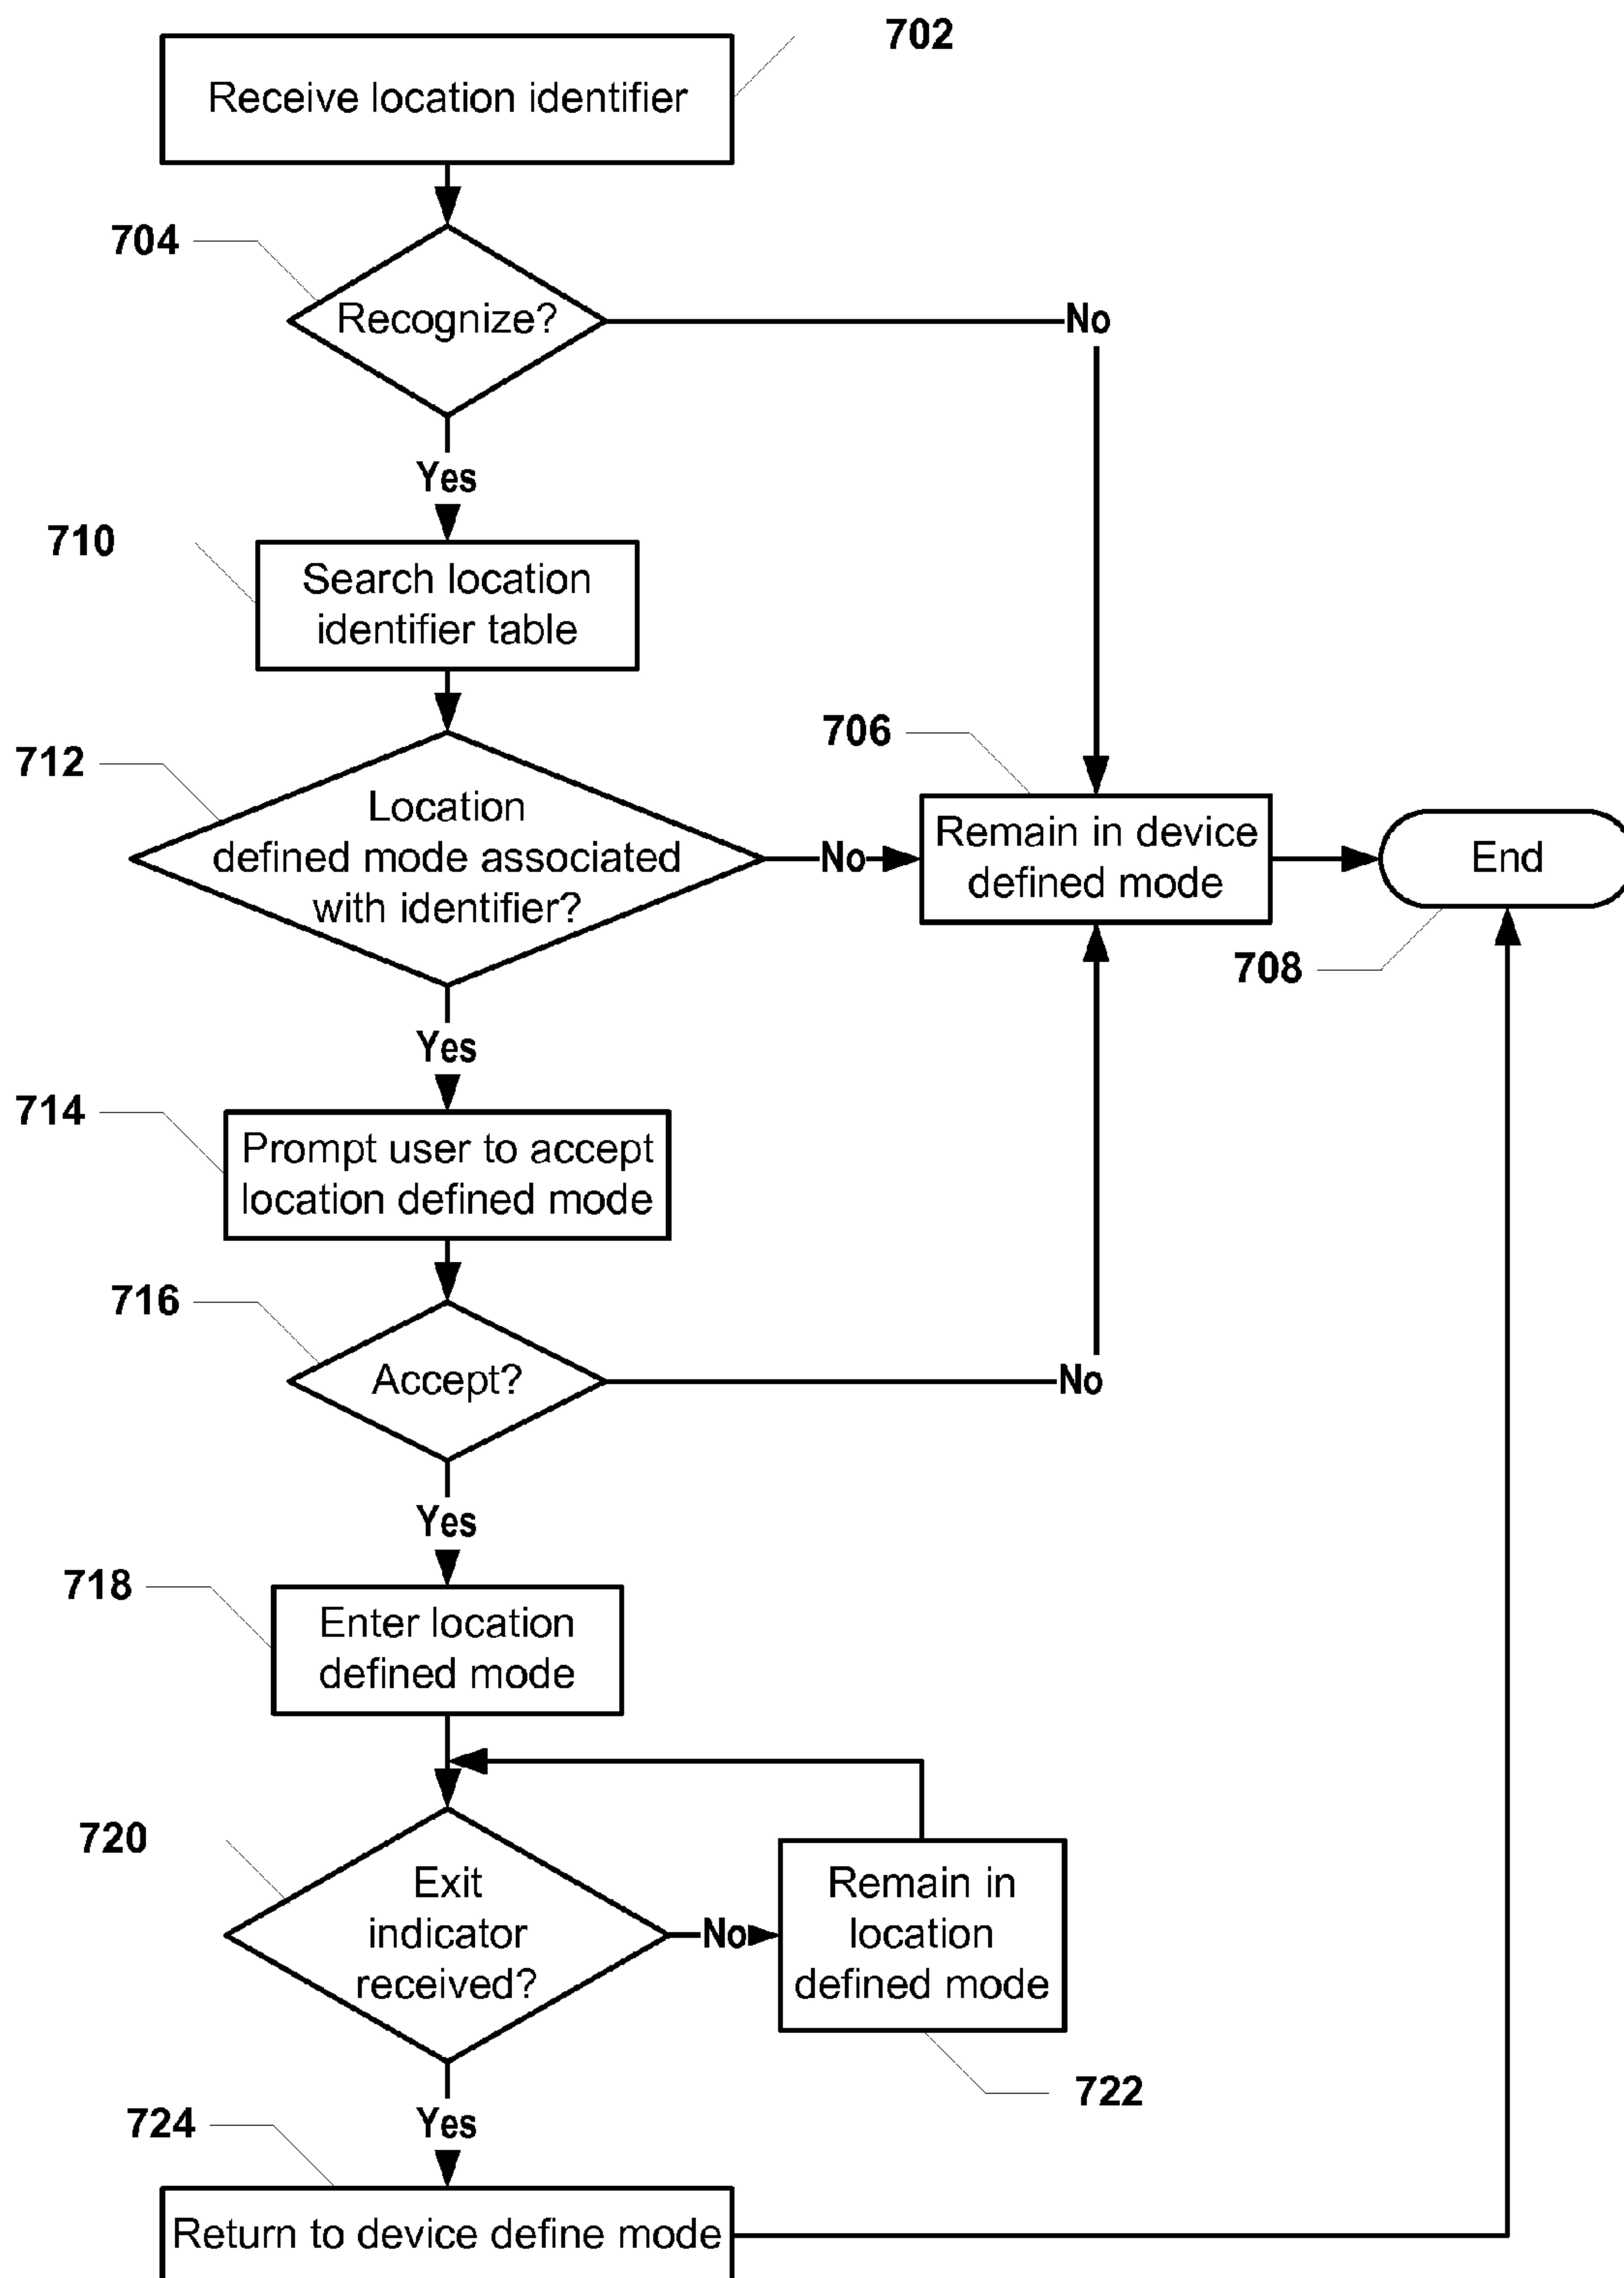 702
Receive location identifier
704
Recognize?
No
Yes
710
Search location
identifier table
712
Location
defined mode associated
with identifier?
No
706
Remain in device
defined mode
End
708
Yes
714
Prompt user to accept
location defined mode
716
Accept?
No
Yes
718
Enter location
defined mode
720
Exit
indicator
received?
No
Remain in
location
defined mode
722
Yes
724
Return to device define mode